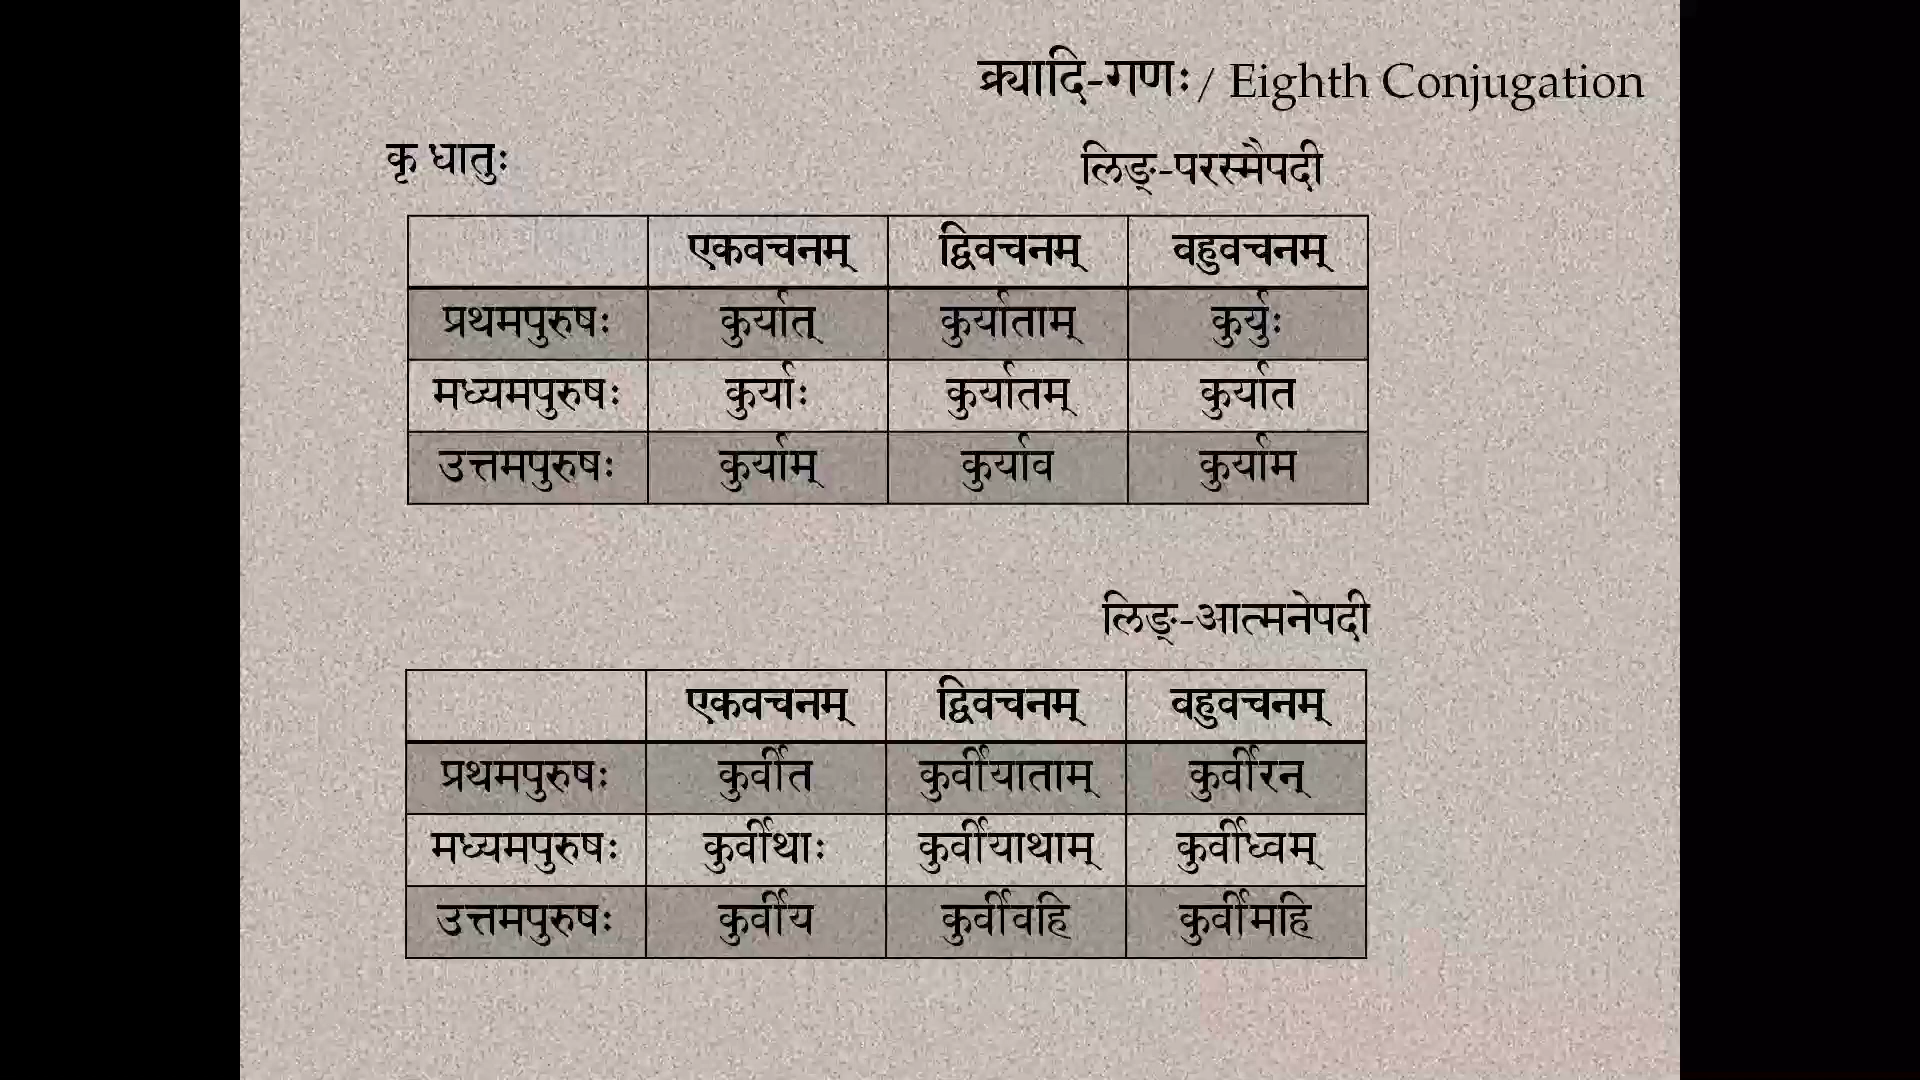 क्र्यादि-गणः / Eighth Conjugation
कृ धातुः
लिङ्-परस्मैपदी
एकवचनम् द्विवचनम् वहुवचनम्
प्रथमपुरुषः कुर्यात् कुर्याताम् कुर्युः
मध्यमपुरुषः कुर्याः कुर्यातम् कुर्यात
उत्तमपुरुषः कुर्याम् कुर्याव कुर्याम
लिङ्-आत्मनेपदी
एकवचनम् द्विवचनम् वहुवचनम्
प्रथमपुरुषः कुर्वीत कुर्वीयाताम् कुर्वीरन्
मध्यमपुरुषः कुर्वीथाः कुर्वीयाथाम् कुर्वीध्वम्
उत्तमपुरुषः कुर्वीय कुर्वीवहि कुर्वीमहि